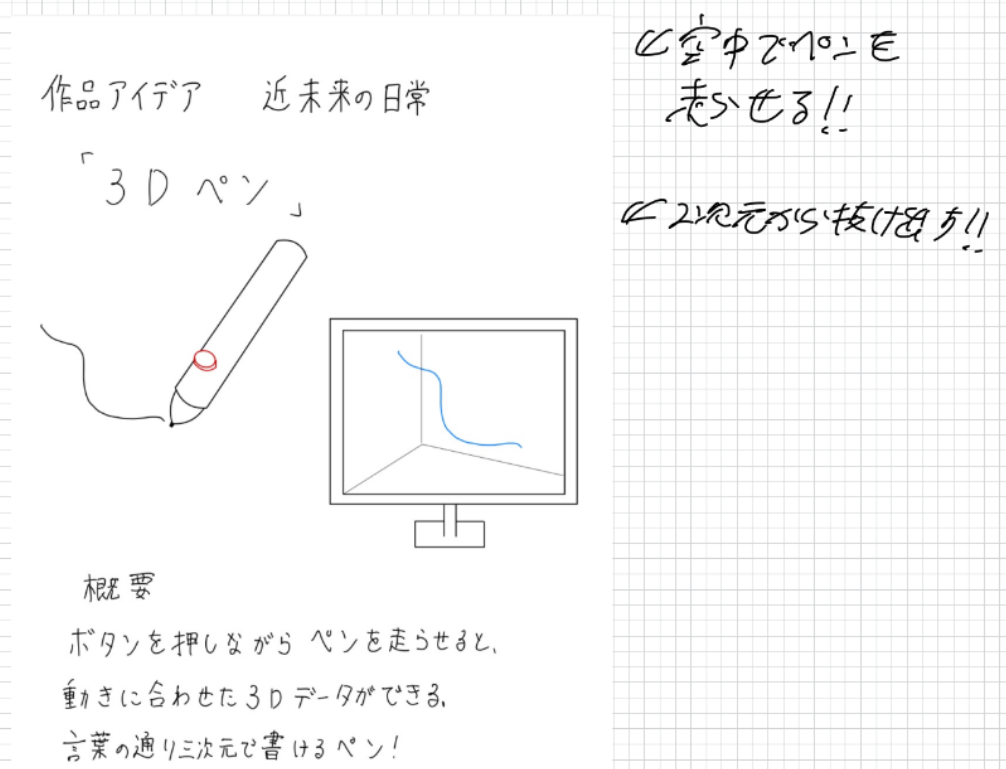 作品アイデア 近未来の日常
「3Dペン」
概要
ボタンを押しながら ペンを走らせると、
動きに合わせた3Dデータができる。
言葉の通り三次元で書けるペン!
空中でペンを
走らせる!!
2次元から抜け出す!!